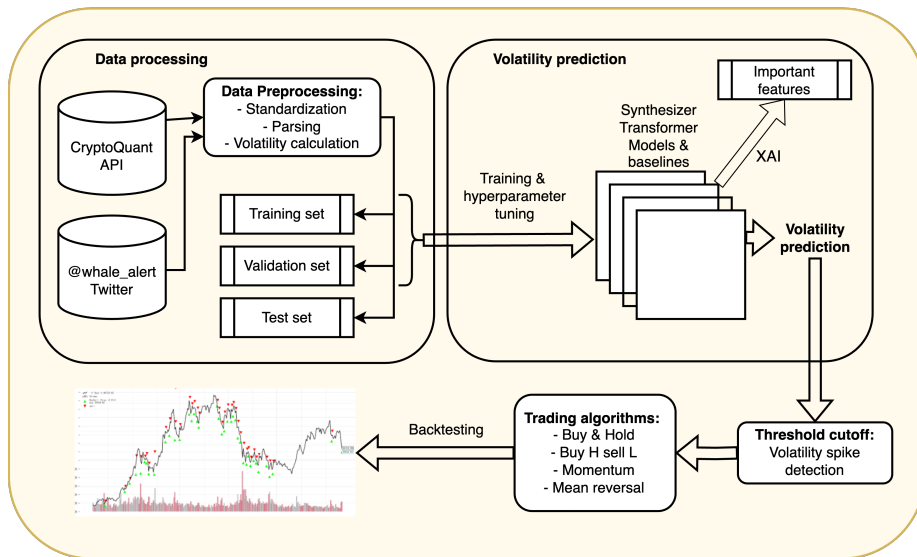 Data processing
Data Preprocessing:
- Standardization
- Parsing
- Volatility calculation
CryptoQuant
API
@whale_alert
Twitter
Training set
Validation set
Test set
Volatility prediction
Important
features
XAI
Synthesizer
Transformer
Models &
baselines
Training &
hyperparameter
tuning
Volatility
prediction
Threshold cutoff:
Volatility spike
detection
Trading algorithms:
- Buy & Hold
- Buy H sell L
- Momentum
- Mean reversal
Backtesting